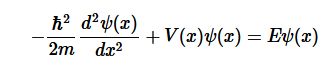 $$-\frac{\hbar^2}{2m}\frac{d^2\psi(x)}{dx^2} + V(x)\psi(x) = E\psi(x)$$